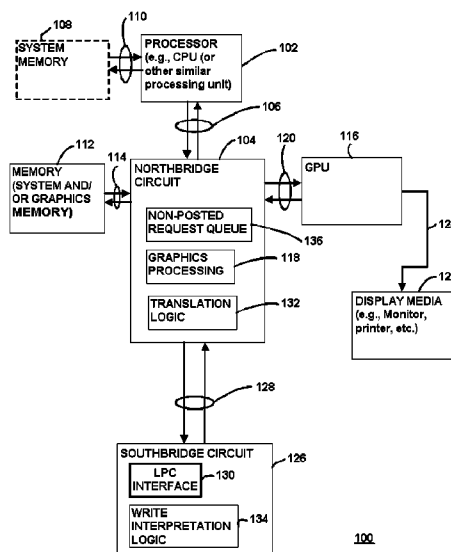 108
SYSTEM
MEMORY
110
PROCESSOR
(e.g., CPU (or
other similar
processing unit)
102
106
112
MEMORY
(SYSTEM AND/
OR GRAPHICS
MEMORY)
114
104
NORTHBRIDGE
CIRCUIT
NON-POSTED
REQUEST QUEUE
136
GRAPHICS
PROCESSING
118
TRANSLATION
LOGIC
132
120
116
GPU
DISPLAY MEDIA
(e.g., Monitor,
printer, etc.)
128
SOUTHBRIDGE CIRCUIT
126
LPC
INTERFACE
130
WRITE
INTERPRETATION
LOGIC
134
100